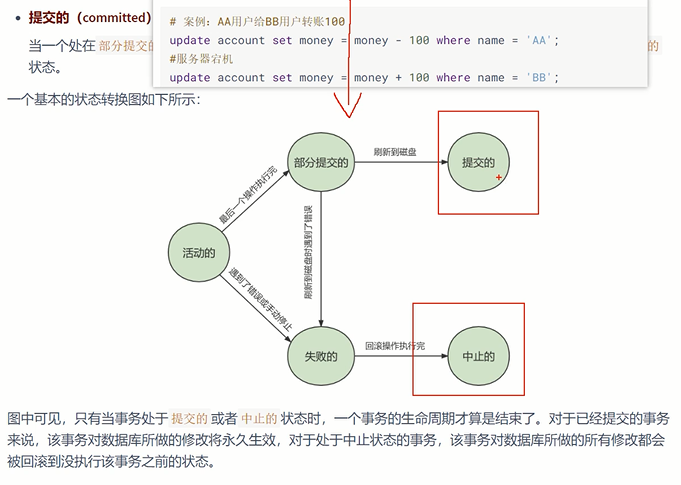 提交的（committed）
# 案例：AA用户给BB用户转账100
update account set money = money - 100 where name = 'AA';
#服务器宕机
update account set money = money + 100 where name = 'BB';
当一个处在 部分提交的
的
状态。
一个基本的状态转换图如下所示：
部分提交的
刷新到磁盘
提交的
最后一个操作执行完
活动的
刷新到磁盘时遇到了错误
遇到了错误或手动停止
失败的
回滚操作执行完
中止的
图中可见，只有当事务处于 提交的 或者 中止的 状态时，一个事务的生命周期才算是结束了。对于已经提交的事务
来说，该事务对数据库所做的修改将永久生效，对于处于中止状态的事务，该事务对数据库所做的所有修改都会
被回滚到没执行该事务之前的状态。